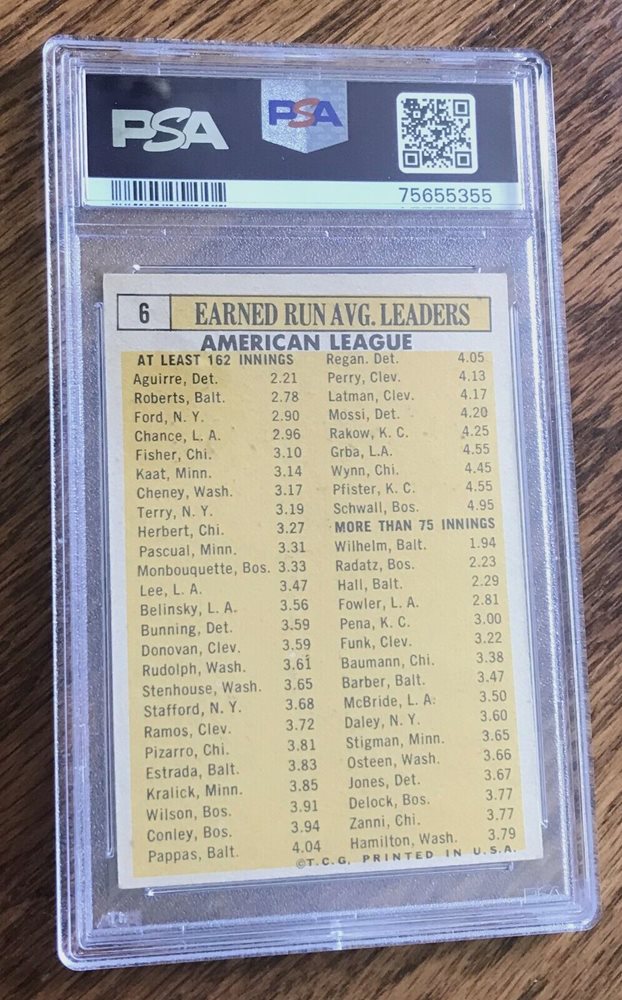 PSA
PSA
75655355
6 EARNED RUN AVG. LEADERS
AMERICAN LEAGUE
AT LEAST 162 INNINGS
Aguirre, Det. 2.21
Roberts, Balt. 2.78
Ford, N. Y. 2.90
Chance, L. A. 2.96
Fisher, Chi. 3.10
Kaat, Minn. 3.14
Cheney, Wash. 3.17
Terry, N. Y. 3.19
Herbert, Chi. 3.27
Pascual, Minn. 3.31
Monbouquette, Bos. 3.33
Lee, L. A. 3.47
Belinsky, L. A. 3.56
Bunning, Det. 3.59
Donovan, Clev. 3.59
Rudolph, Wash. 3.61
Stenhouse, Wash. 3.65
Stafford, N. Y. 3.68
Ramos, Clev. 3.72
Pizarro, Chi. 3.81
Estrada, Balt. 3.83
Kralick, Minn. 3.85
Wilson, Bos. 3.91
Conley, Bos. 3.94
Pappas, Balt. 4.04
Regan. Det. 4.05
Perry, Clev. 4.13
Latman, Clev. 4.17
Mossi, Det. 4.20
Rakow, K. C. 4.25
Grba, L.A. 4.55
Wynn, Chi. 4.45
Pfister, K. C. 4.55
Schwall, Bos. 4.95
MORE THAN 75 INNINGS
Wilhelm, Balt. 1.94
Radatz, Bos. 2.23
Hall, Balt. 2.29
Fowler, L. A. 2.81
Pena, K. C. 3.00
Funk, Clev. 3.22
Baumann, Chi. 3.38
Barber, Balt. 3.47
McBride, L. A. 3.50
Daley, N. Y. 3.60
Stigman, Minn. 3.65
Osteen, Wash. 3.66
Jones, Det. 3.67
Delock, Bos. 3.77
Zanni, Chi. 3.77
Hamilton, Wash. 3.79
©T.C.G. PRINTED IN U.S.A.